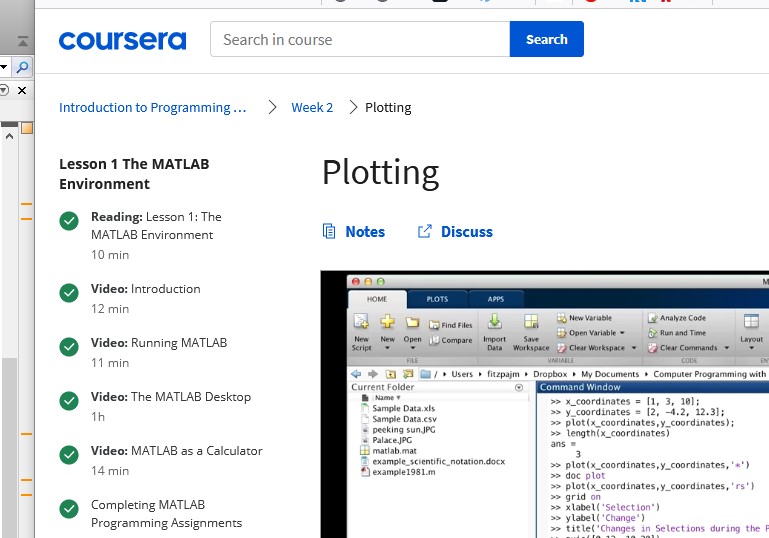 coursera
Search in course
Search
Introduction to Programming ...
Week 2
Plotting
Lesson 1 The MATLAB
Environment
Reading: Lesson 1: The
MATLAB Environment
10 min
Video: Introduction
12 min
Video: Running MATLAB
11 min
Video: The MATLAB Desktop
1h
Video: MATLAB as a Calculator
14 min
Completing MATLAB
Programming Assignments
Plotting
Notes
Discuss
M
HOME
PLOTS
APPS
New
Script
New
Open
Find Files
Compare
FILE
Import
Data
Save
Workspace
New Variable
Open Variable
Clear Workspace
VARIABLE
Analyze Code
Run and Time
Clear Commands
CODE
Layout
EN
/ Users fitzpajm Dropbox My Documents Computer Programming with
Current Folder
Name
Sample Data.xls
Sample Data.csv
peeking sun.JPG
Palace.JPG
matlab.mat
example_scientific_notation.docx
example1981.m
Command Window
>> x_coordinates = [1, 3, 10];
>> y_coordinates = [2, -4.2, 12.3];
>> plot(x_coordinates,y_coordinates);
>> length(x_coordinates)
ans =
3
>> plot(x_coordinates,y_coordinates,'*')
>> doc plot
>> plot(x_coordinates,y_coordinates,'rs')
>> grid on
>> xlabel('Selection')
>> ylabel('Change')
>> title('Changes in Selections during the P